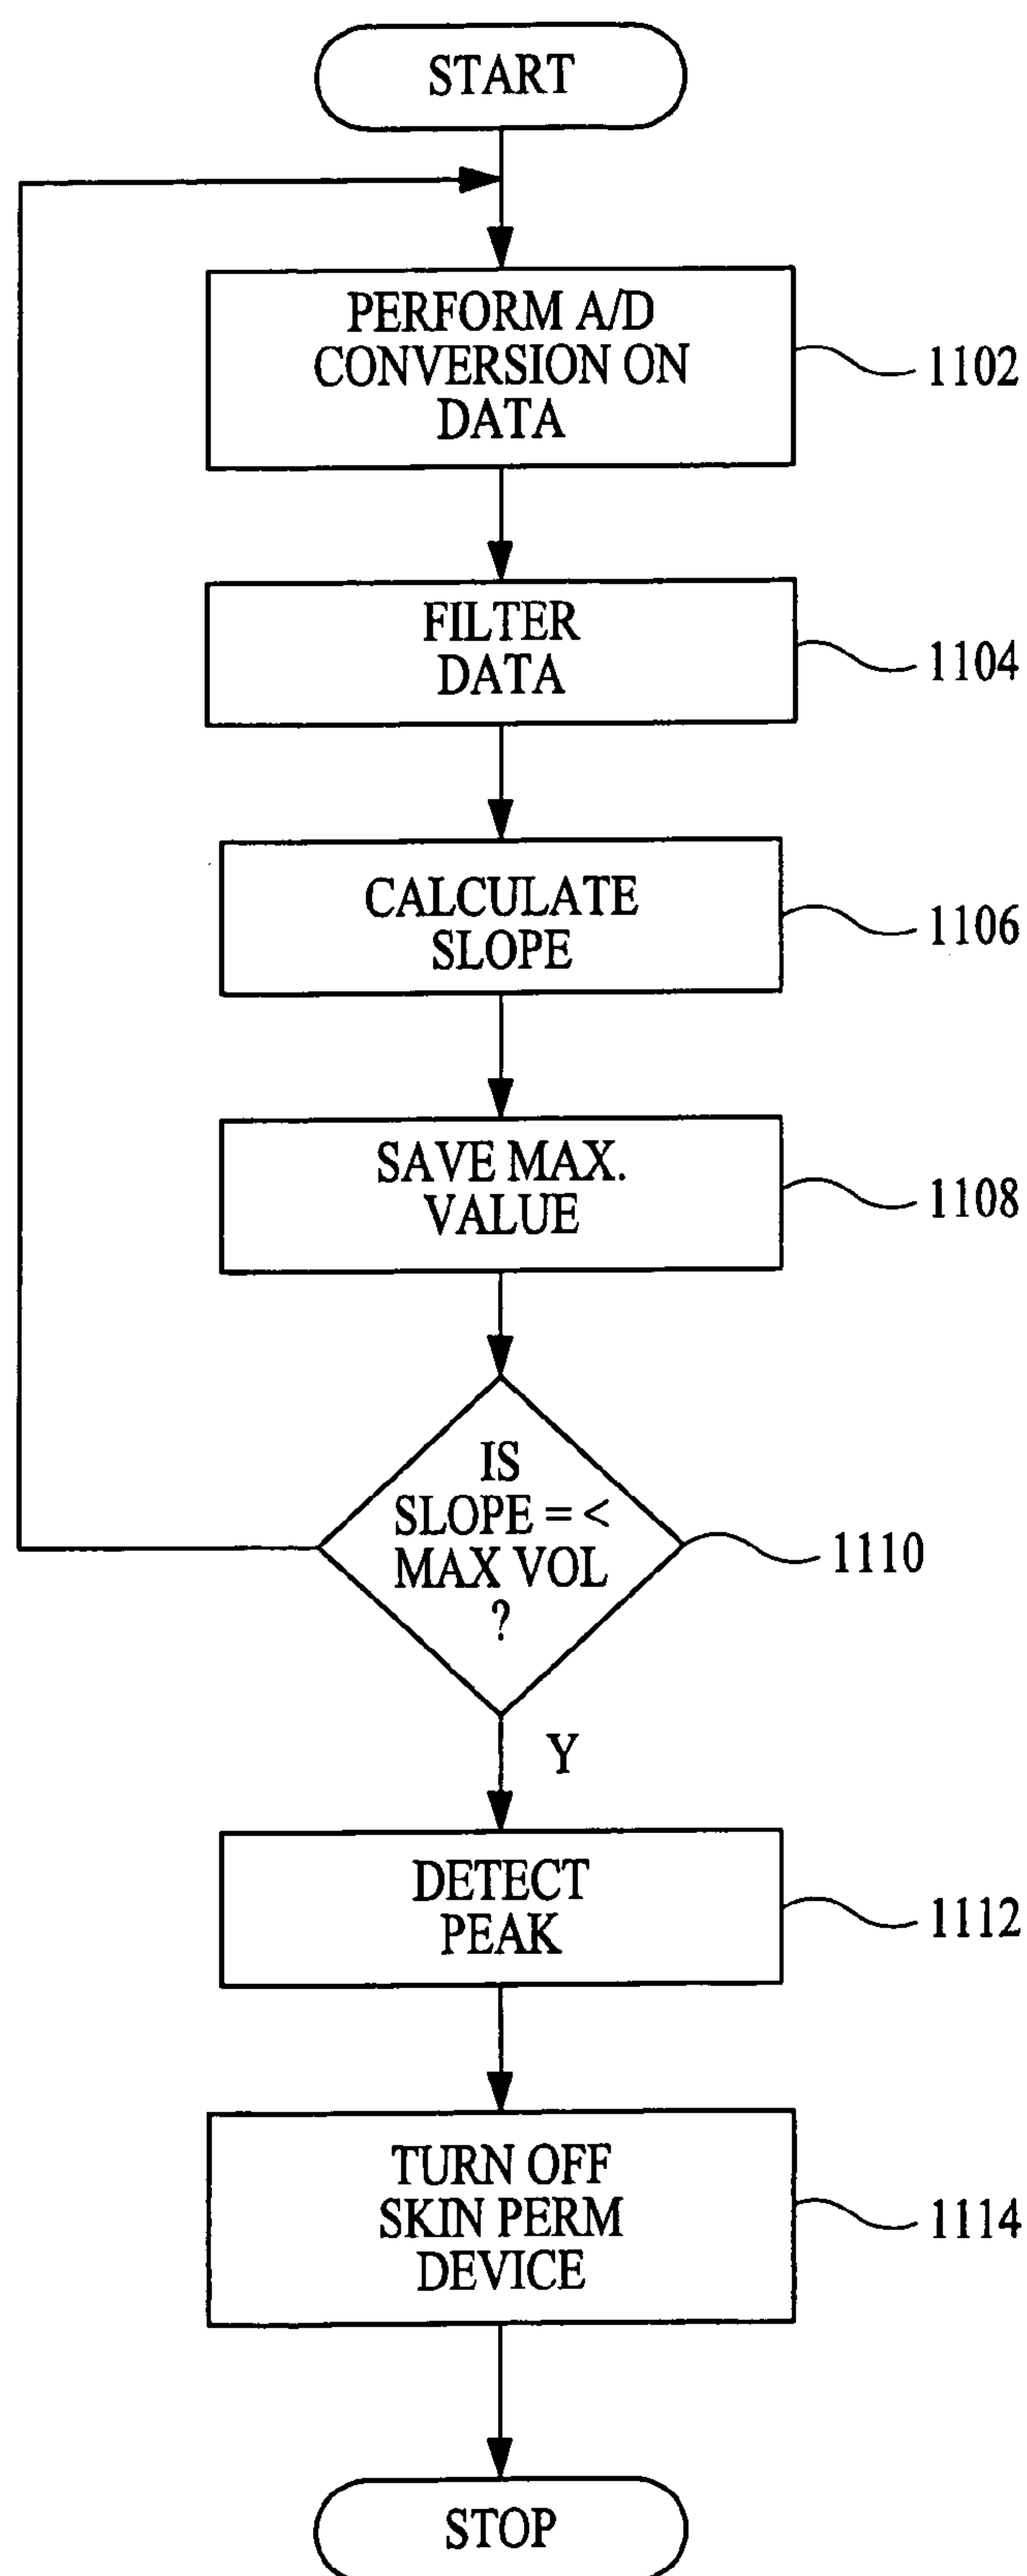 START
PERFORM A/D
CONVERSION ON
DATA
1102
FILTER
DATA
1104
CALCULATE
SLOPE
1106
SAVE MAX.
VALUE
1108
IS
SLOPE = <
MAX VOL
?
1110
Y
DETECT
PEAK
1112
TURN OFF
SKIN PERM
DEVICE
1114
STOP